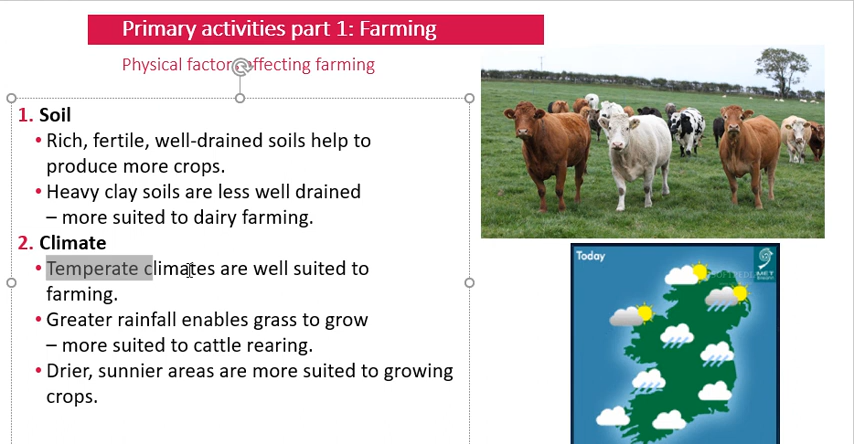 Primary activities part 1: Farming
Physical factors affecting farming
1. Soil
• Rich, fertile, well-drained soils help to
produce more crops.
• Heavy clay soils are less well drained
– more suited to dairy farming.
2. Climate
• Temperate climates are well suited to
farming.
• Greater rainfall enables grass to grow
– more suited to cattle rearing.
• Drier, sunnier areas are more suited to growing
crops.
Today
MET